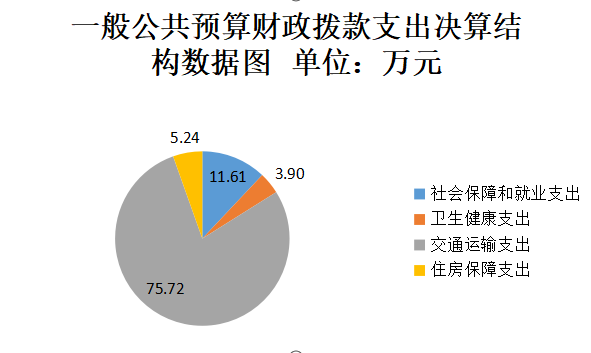 一般公共预算财政拨款支出决算结
构数据图 单位：万元
5.24
11.61
3.90
75.72
社会保障和就业支出
卫生健康支出
交通运输支出
住房保障支出